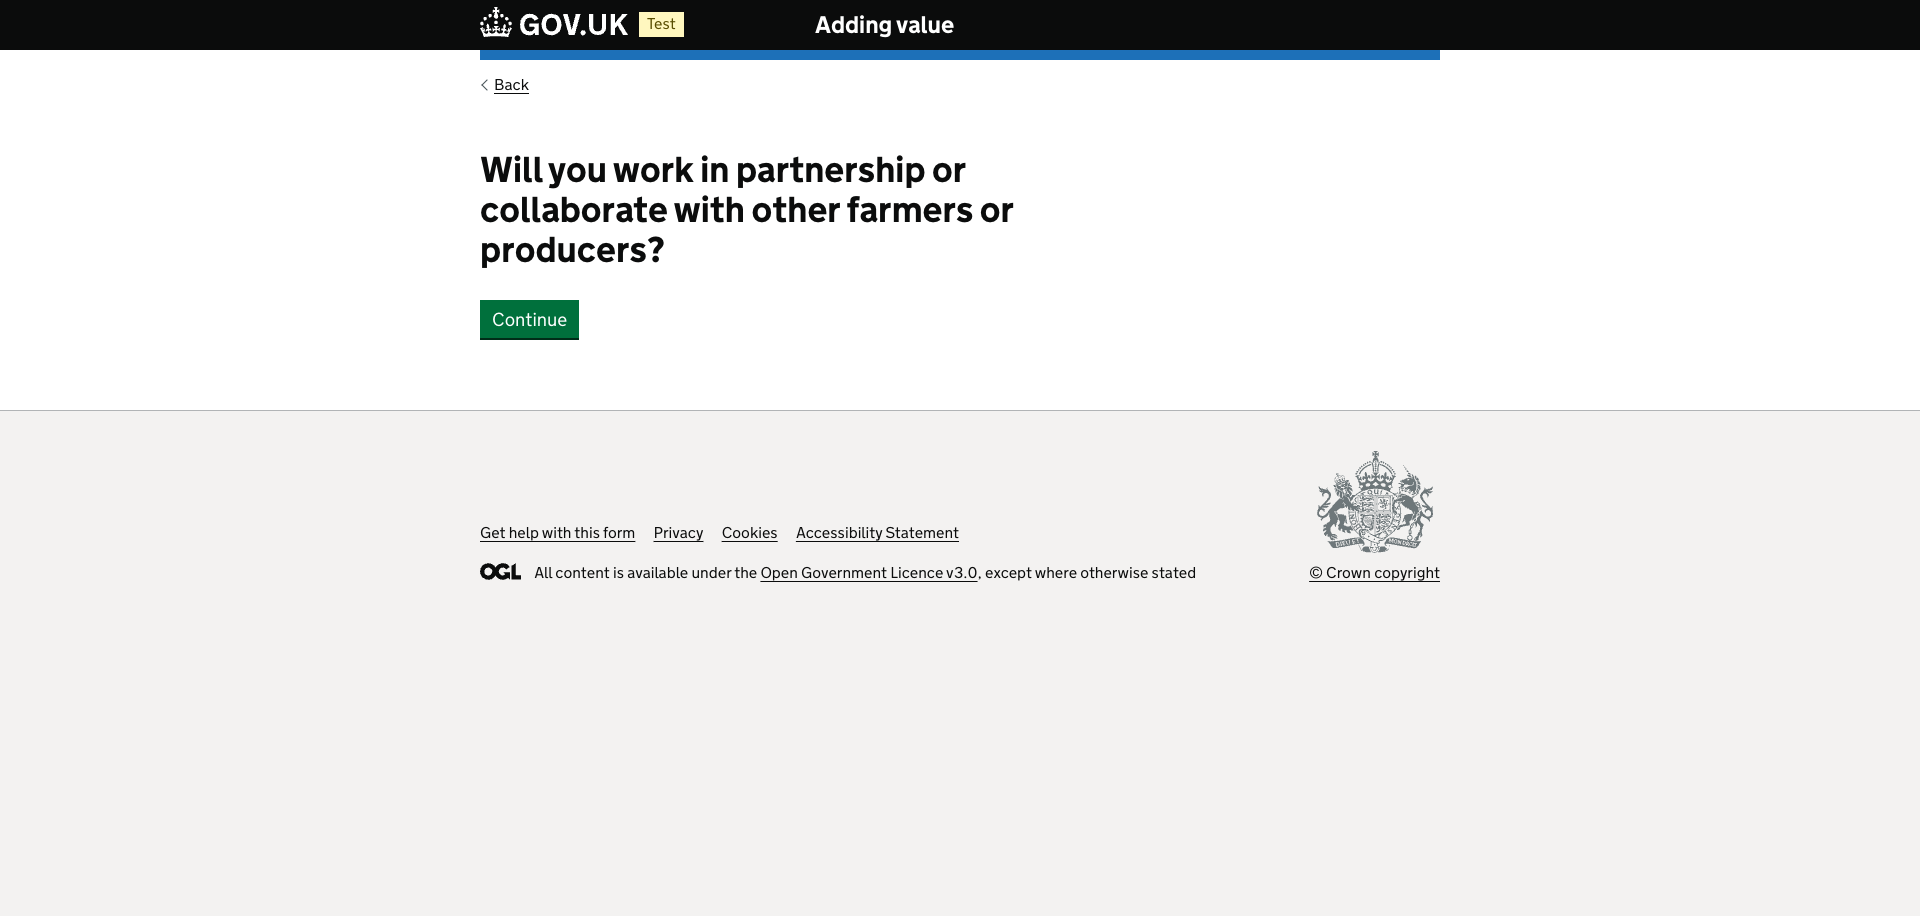 GOV.UK Test Adding value
Back
Will you work in partnership or
collaborate with other farmers or
producers?
Continue
Get help with this form Privacy Cookies Accessibility Statement
OGL All content is available under the Open Government Licence v3.0, except where otherwise stated
© Crown copyright